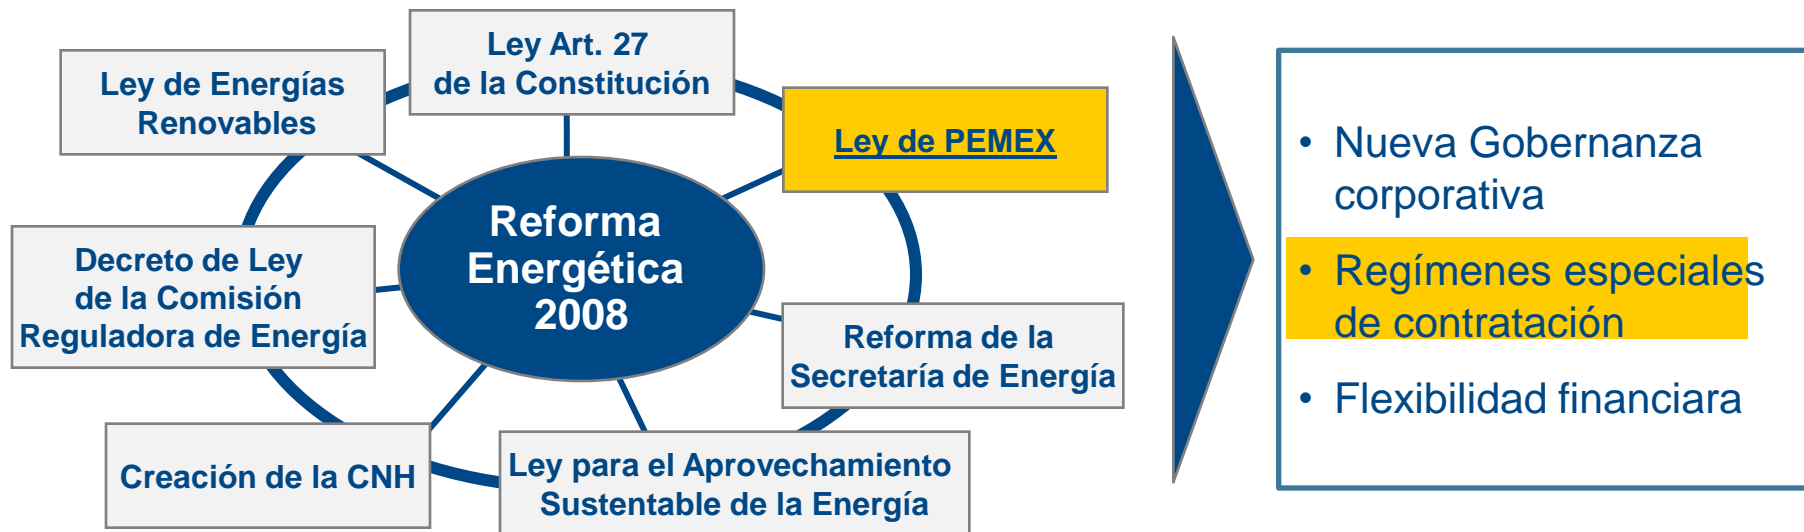 Ley Art. 27
de la Constitución
Ley de Energías
Renovables
Ley de PEMEX
Reforma
Energética
2008
Decreto de Ley
de la Comisión
Reguladora de Energía
Reforma de la
Secretaría de Energía
Creación de la CNH
Ley para el Aprovechamiento
Sustentable de la Energía
• Nueva Gobernanza
corporativa
• Regímenes especiales
de contratación
• Flexibilidad financiara